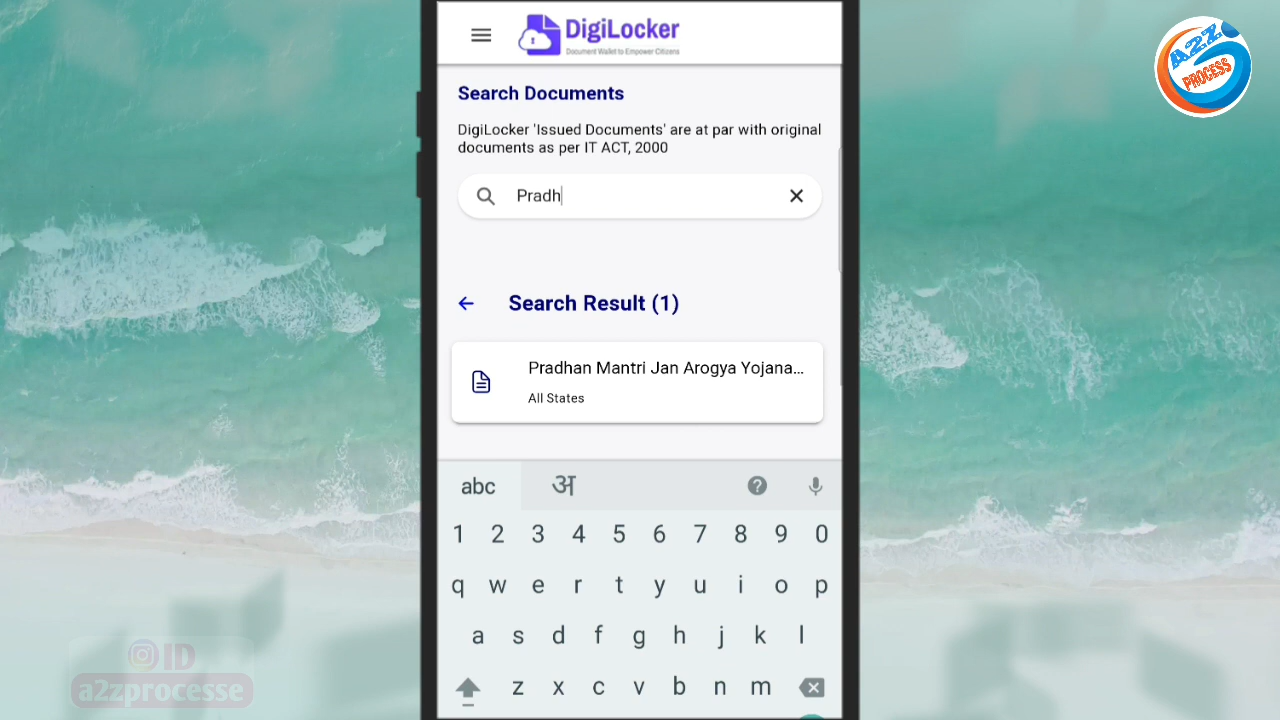 DigiLocker
Document Wallet to Empower Citizens
A2Z
PROCESS
Search Documents
DigiLocker 'Issued Documents' are at par with original
documents as per IT ACT, 2000
Pradh
Search Result (1)
Pradhan Mantri Jan Arogya Yojana...
All States
abc अ
1 2 3 4 5 6 7 8 9 0
q w e r t y u i o p
a s d f g h j k l
z x c v b n m
ID
a2zprocesse